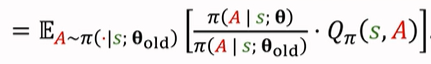 = 𝔼_{A∼π(·|s; θ_old)} [ π(A | s; θ) / π(A | s; θ_old) · Q_π(s, A) ].